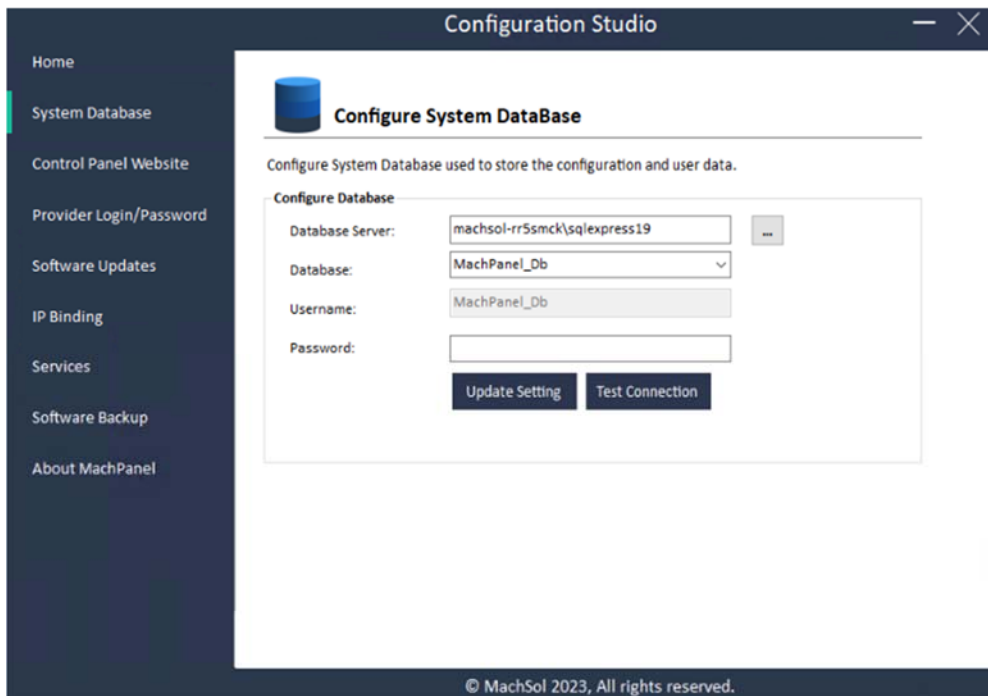 Configuration Studio
Home
System Database
Control Panel Website
Provider Login/Password
Software Updates
IP Binding
Services
Software Backup
About MachPanel
Configure System DataBase
Configure System Database used to store the configuration and user data.
Configure Database
Database Server: machsol-rr5smck\sqlexpress19 ...
Database: MachPanel_Db
Username: MachPanel_Db
Password:
Update Setting Test Connection
© MachSol 2023, All rights reserved.